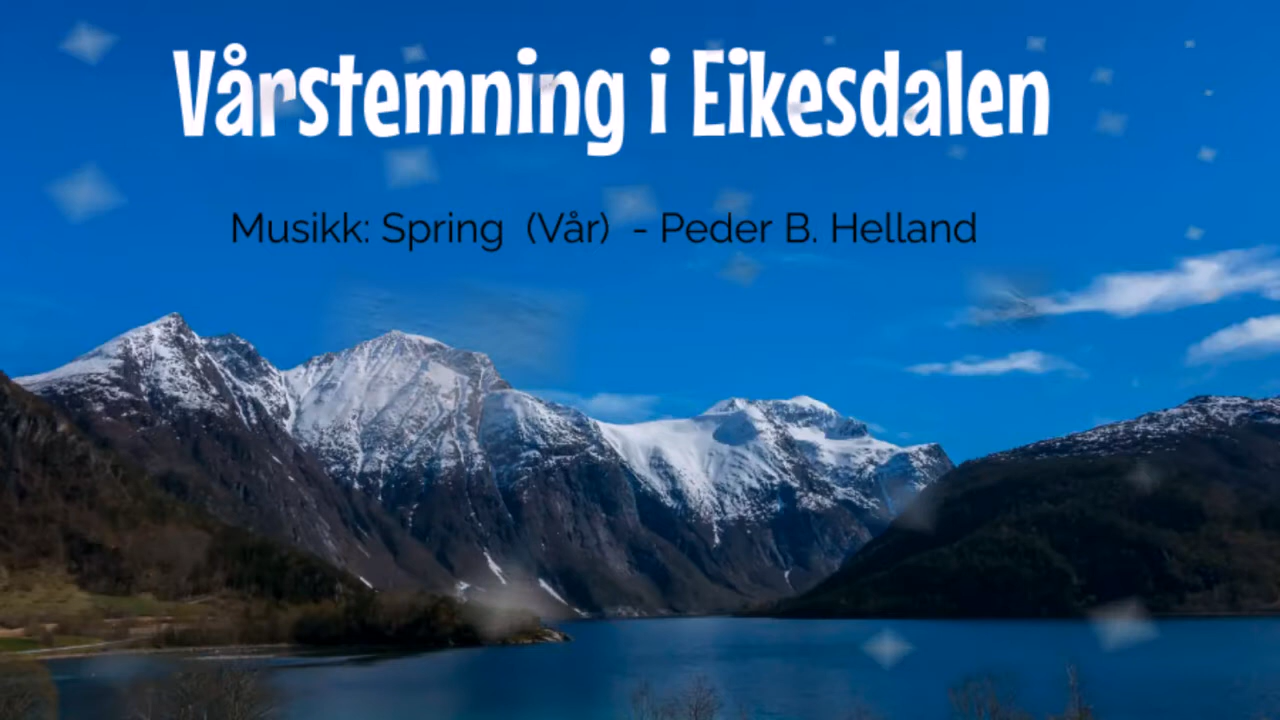 Vårstemning i Eikesdalen
Musikk: Spring (Vår) - Peder B. Helland